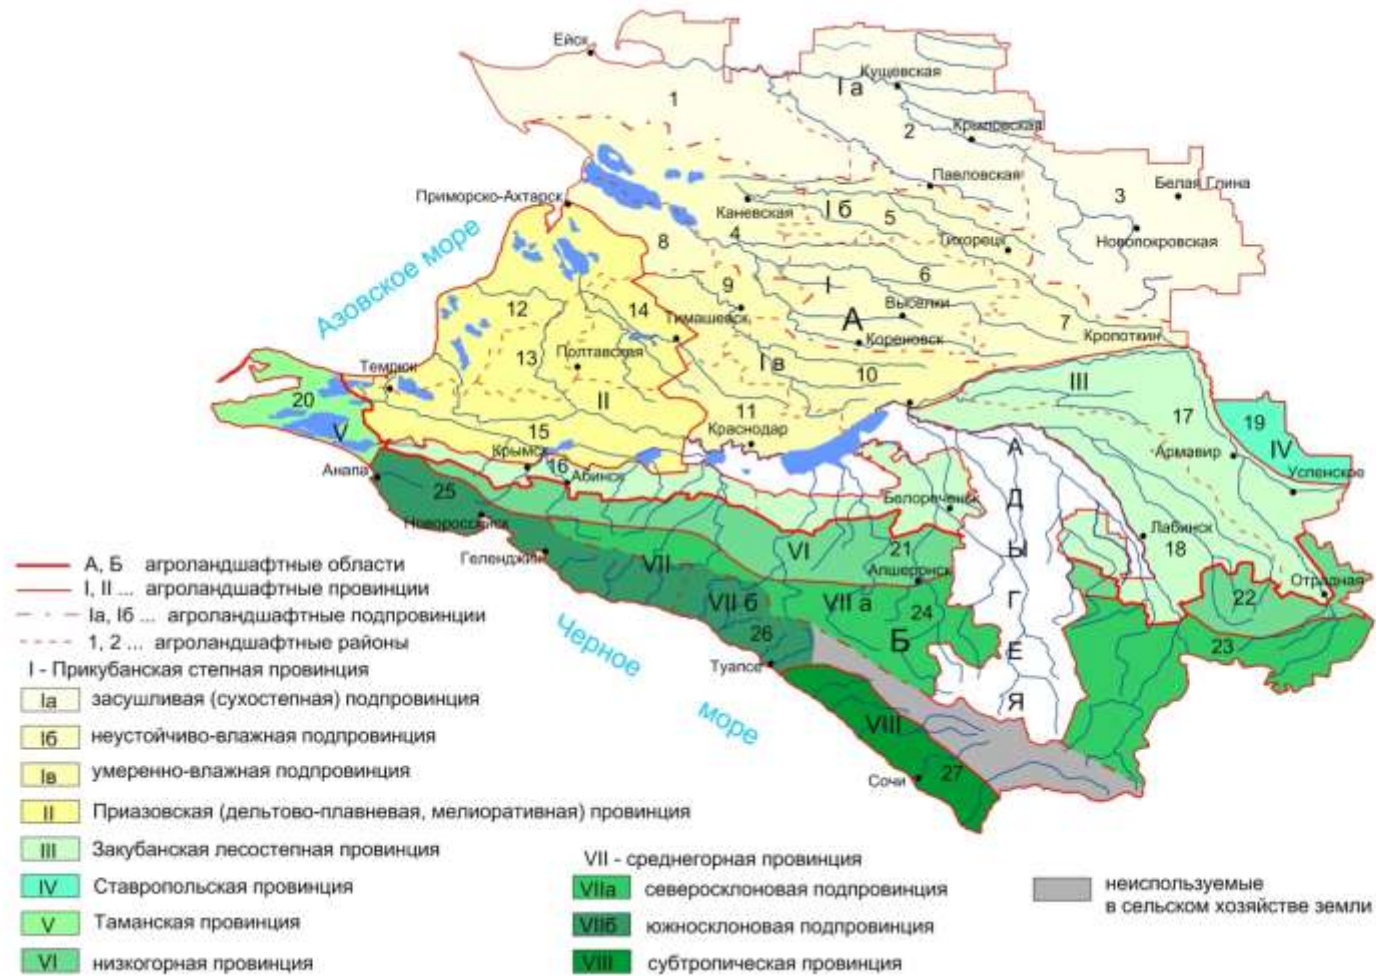 Ейск
Кущевская
Iа
1
2
Крыловская
Павловская
3
Белая Глина
Приморско-Ахтарск
Каневская
Iб
5
4
Тихорецк
Новопокровская
8
6
Азовское море
9
I
Выселки
12
14
Тимашевск
А
7
Кропоткин
Кореновск
13
Полтавская
Iв
10
III
Темрюк
20
II
11
17
19
IV
V
15
Краснодар
Крымск
16
Абинск
Армавир
Успенское
Анапа
25
Белореченск
АДЫГЕЯ
Новороссийск
Лабинск
Геленджик
VI
21
18
VII
Апшеронск
Отрадная
VII б
VII а
24
22
Черное море
26
Б
23
Туапсе
VIII
27
Сочи
А, Б агроландшафтные области
I, II ... агроландшафтные провинции
Iа, Iб ... агроландшафтные подпровинции
1, 2 ... агроландшафтные районы
I - Прикубанская степная провинция
Iа засушливая (сухостепная) подпровинция
Iб неустойчиво-влажная подпровинция
Iв умеренно-влажная подпровинция
II Приазовская (дельтово-плавневая, мелиоративная) провинция
III Закубанская лесостепная провинция
IV Ставропольская провинция
V Таманская провинция
VI низкогорная провинция
VII - среднегорная провинция
VIIа северосклоновая подпровинция
VIIб южносклоновая подпровинция
VIII субтропическая провинция
неиспользуемые
в сельском хозяйстве земли